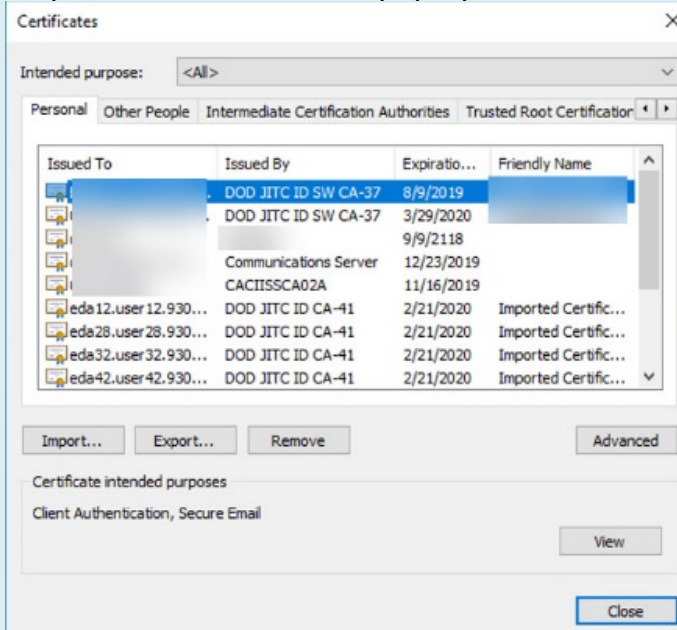 Certificates
Intended purpose: <All>
Personal Other People Intermediate Certification Authorities Trusted Root Certification
Issued To Issued By Expiratio... Friendly Name
DOD JITC ID SW CA-37 8/9/2019
DOD JITC ID SW CA-37 3/29/2020
9/9/2118
Communications Server 12/23/2019
CACIISSCA02A 11/16/2019
eda12.user12.930... DOD JITC ID CA-41 2/21/2020 Imported Certific...
eda28.user28.930... DOD JITC ID CA-41 2/21/2020 Imported Certific...
eda32.user32.930... DOD JITC ID CA-41 2/21/2020 Imported Certific...
eda42.user42.930... DOD JITC ID CA-41 2/21/2020 Imported Certific...
Import... Export... Remove Advanced
Certificate intended purposes
Client Authentication, Secure Email
View
Close